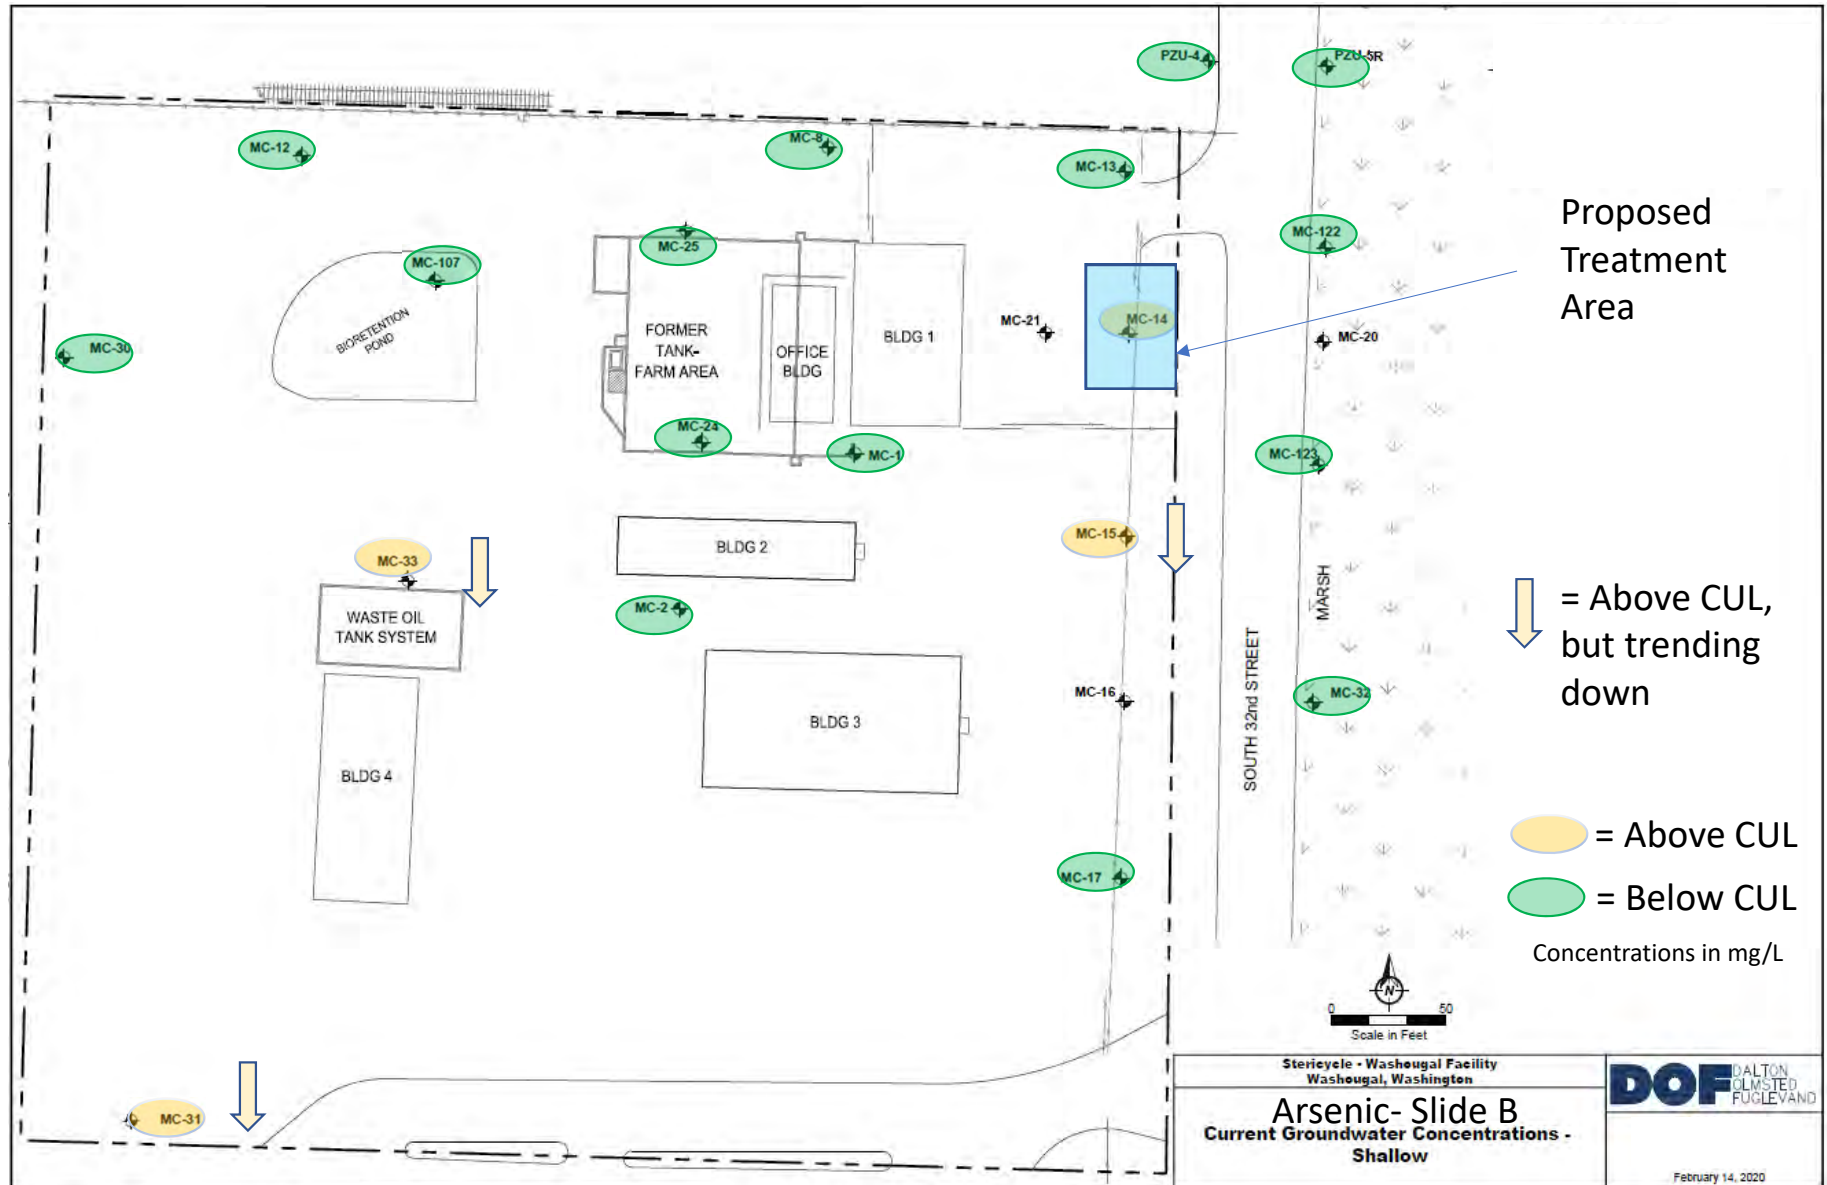 PZU-4
PZU-5R
MC-12
MC-8
MC-13
MC-25
MC-122
MC-107
Proposed
Treatment
Area
BIORETENTION
POND
MC-30
FORMER
TANK-
FARM AREA
OFFICE
BLDG
BLDG 1
MC-21
MC-14
MC-20
MC-24
MC-1
MC-123
MC-15
MC-33
BLDG 2
WASTE OIL
TANK SYSTEM
MC-2
MARSH
= Above CUL,
but trending
down
SOUTH 32nd STREET
MC-16
MC-32
BLDG 3
BLDG 4
= Above CUL
MC-17
= Below CUL
Concentrations in mg/L
N
0 50
Scale in Feet
MC-31
Stericycle - Washougal Facility
Washougal, Washington
Arsenic- Slide B
Current Groundwater Concentrations -
Shallow
DOF
DALTON
OLMSTED
FUGLEVAND
February 14, 2020